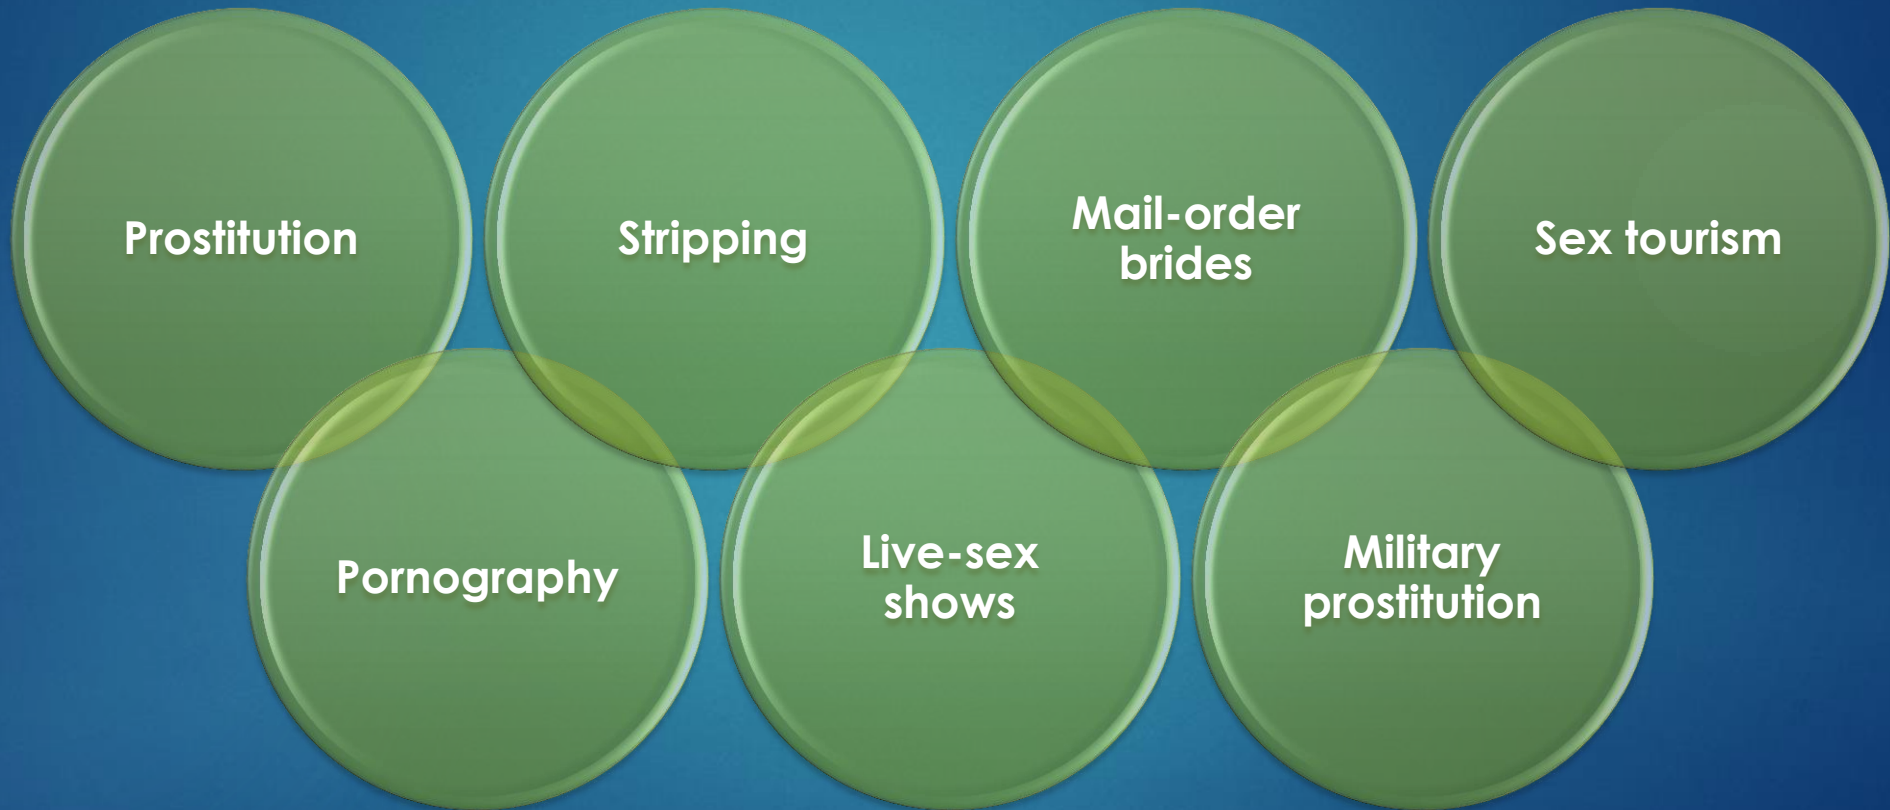 Prostitution
Stripping
Mail-order
brides
Sex tourism
Pornography
Live-sex
shows
Military
prostitution